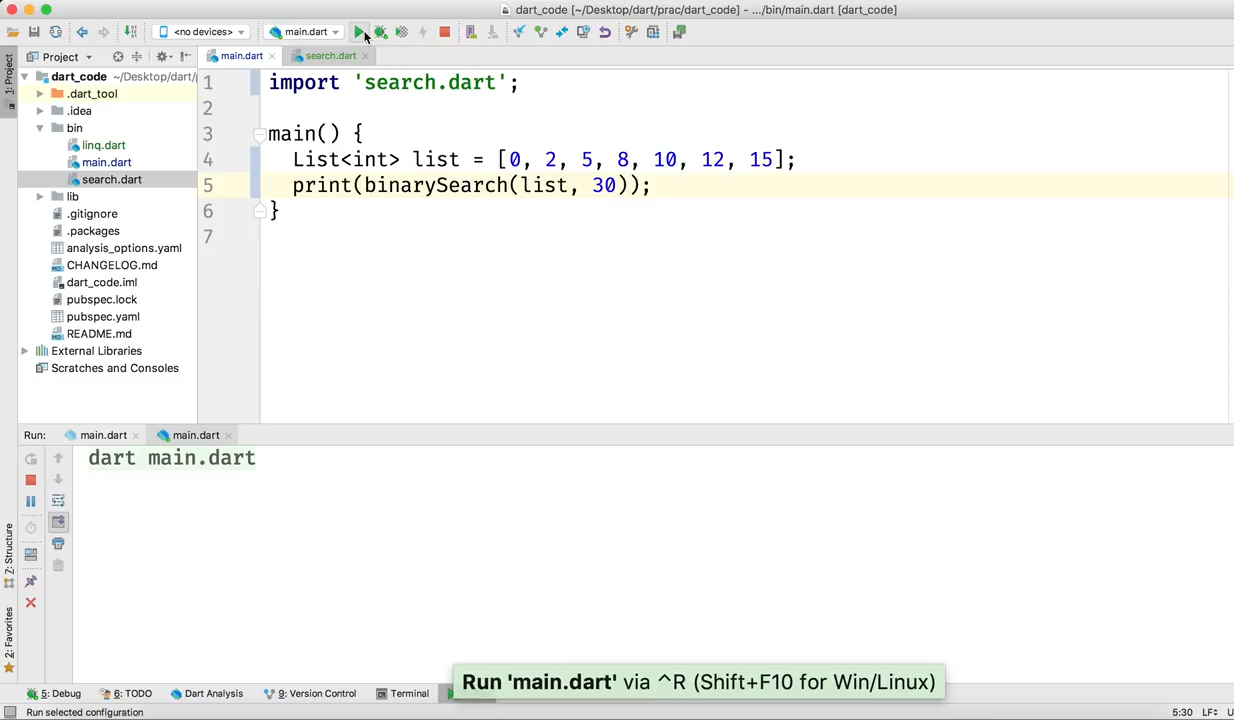 dart_code [~/Desktop/dart/prac/dart_code] - .../bin/main.dart [dart_code]
<no devices>
main.dart
1: Project
Project
main.dart
search.dart
dart_code ~/Desktop/dart/
.dart_tool
.idea
bin
linq.dart
main.dart
search.dart
lib
.gitignore
.packages
analysis_options.yaml
CHANGELOG.md
dart_code.iml
pubspec.lock
pubspec.yaml
README.md
External Libraries
Scratches and Consoles
1 import 'search.dart';
2
3 main() {
4 List<int> list = [0, 2, 5, 8, 10, 12, 15];
5 print(binarySearch(list, 30));
6 }
7
Run: main.dart main.dart
dart main.dart
7: Structure
2: Favorites
Run 'main.dart' via ^R (Shift+F10 for Win/Linux)
5: Debug 6: TODO Dart Analysis 9: Version Control Terminal
Run selected configuration
5:30 LF